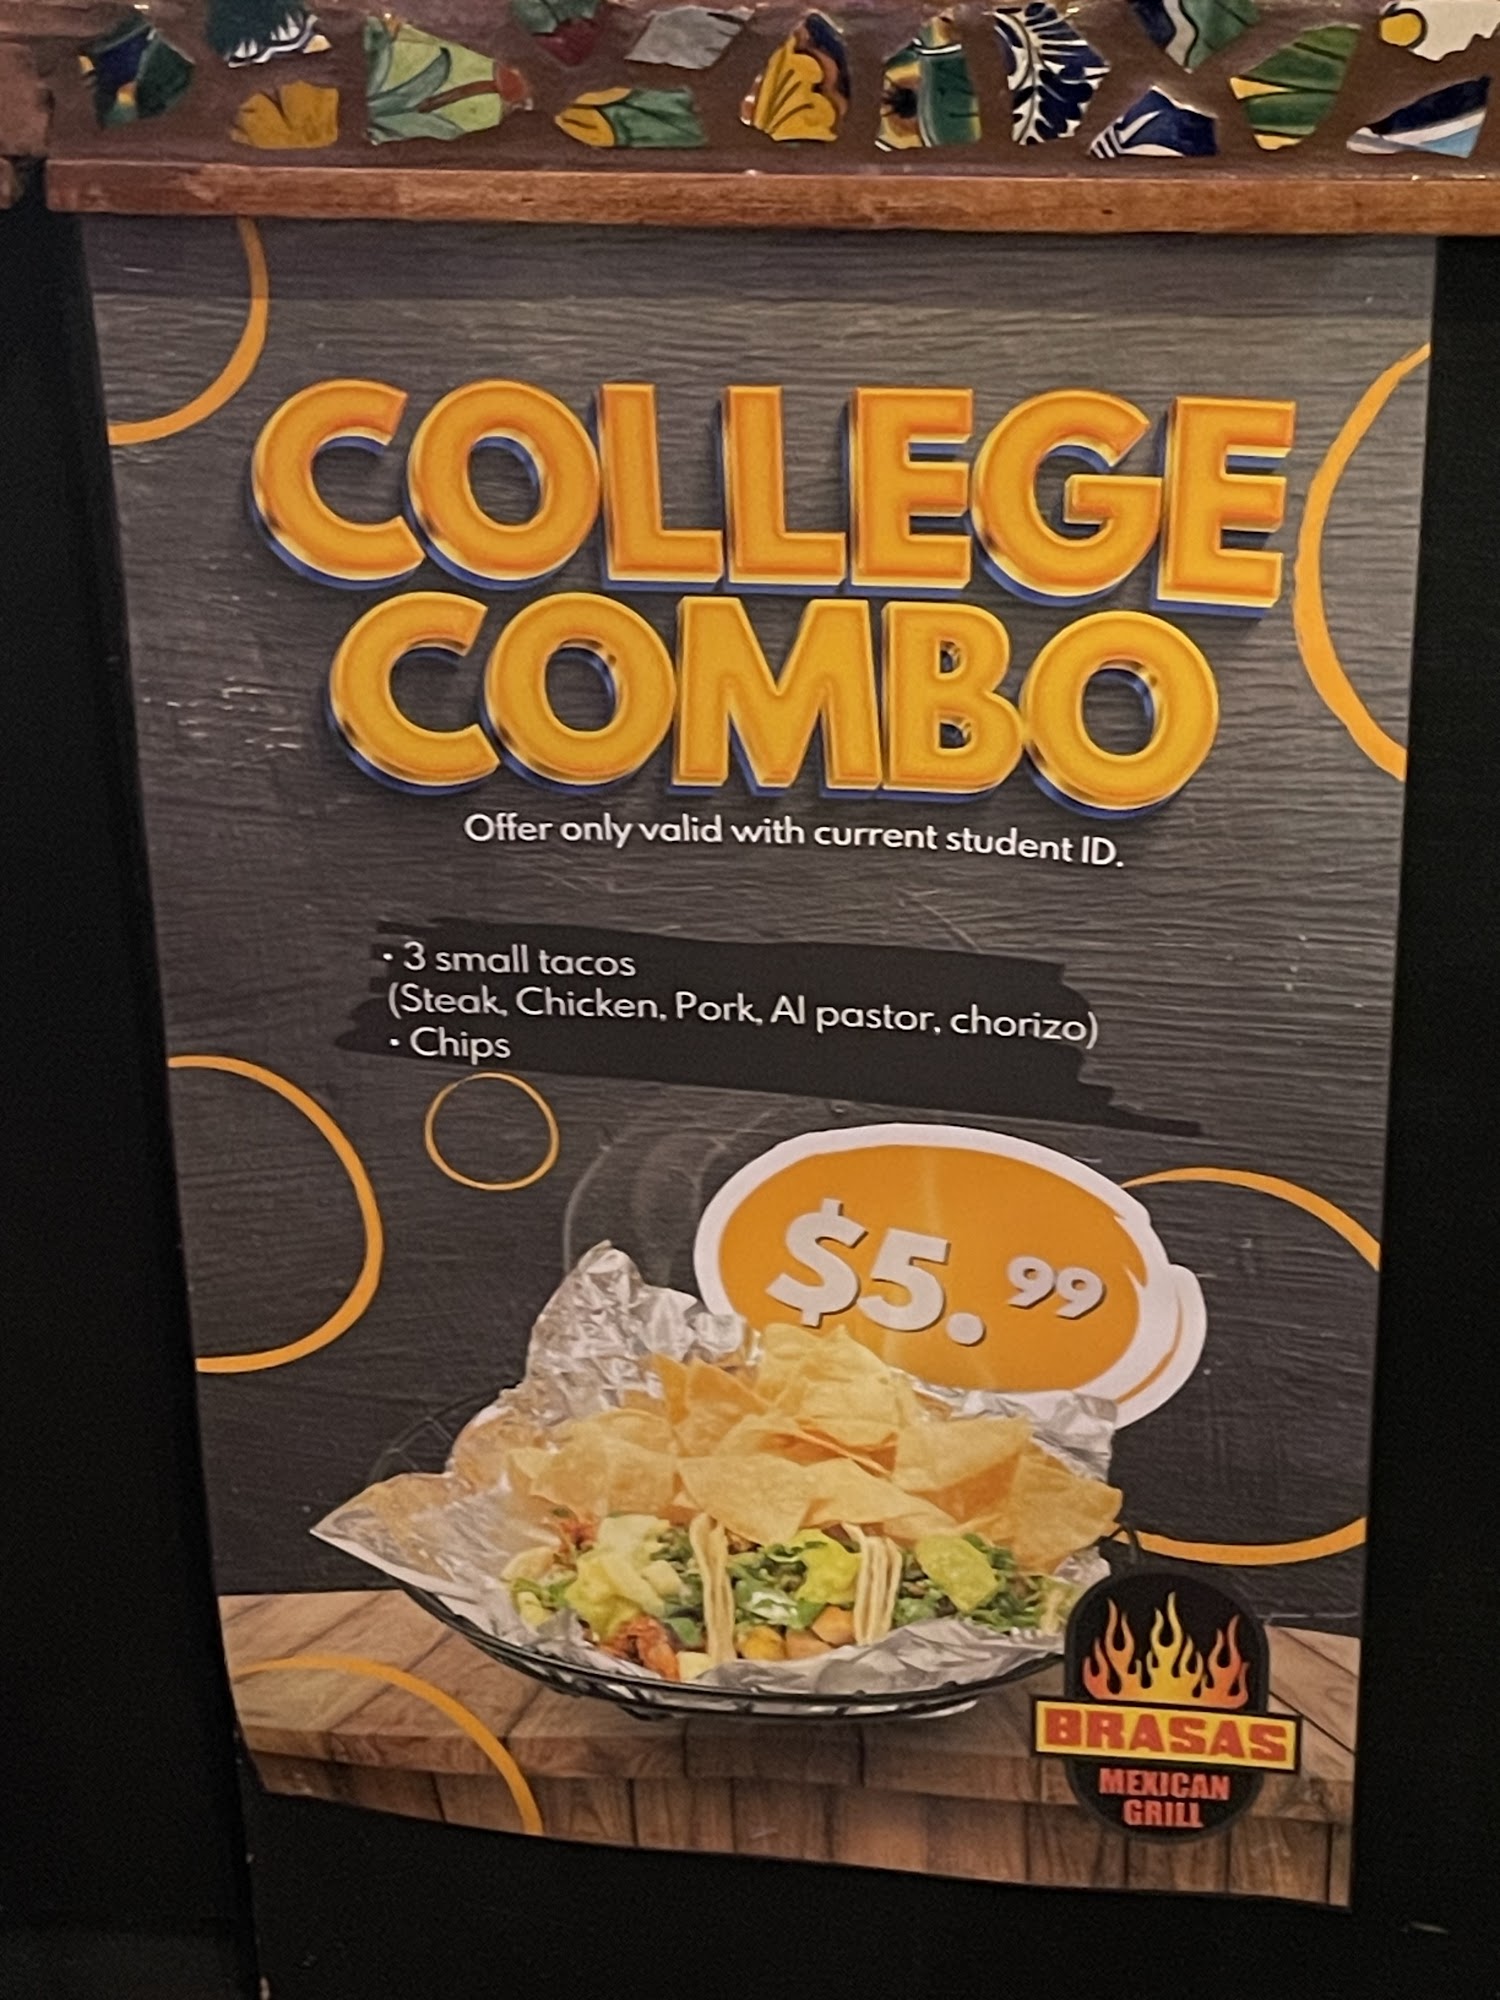 COLLEGE
COMBO
Offer only valid with current student ID.
• 3 small tacos
(Steak, Chicken, Pork, Al pastor, chorizo)
• Chips
$5.99
BRASAS
MEXICAN
GRILL